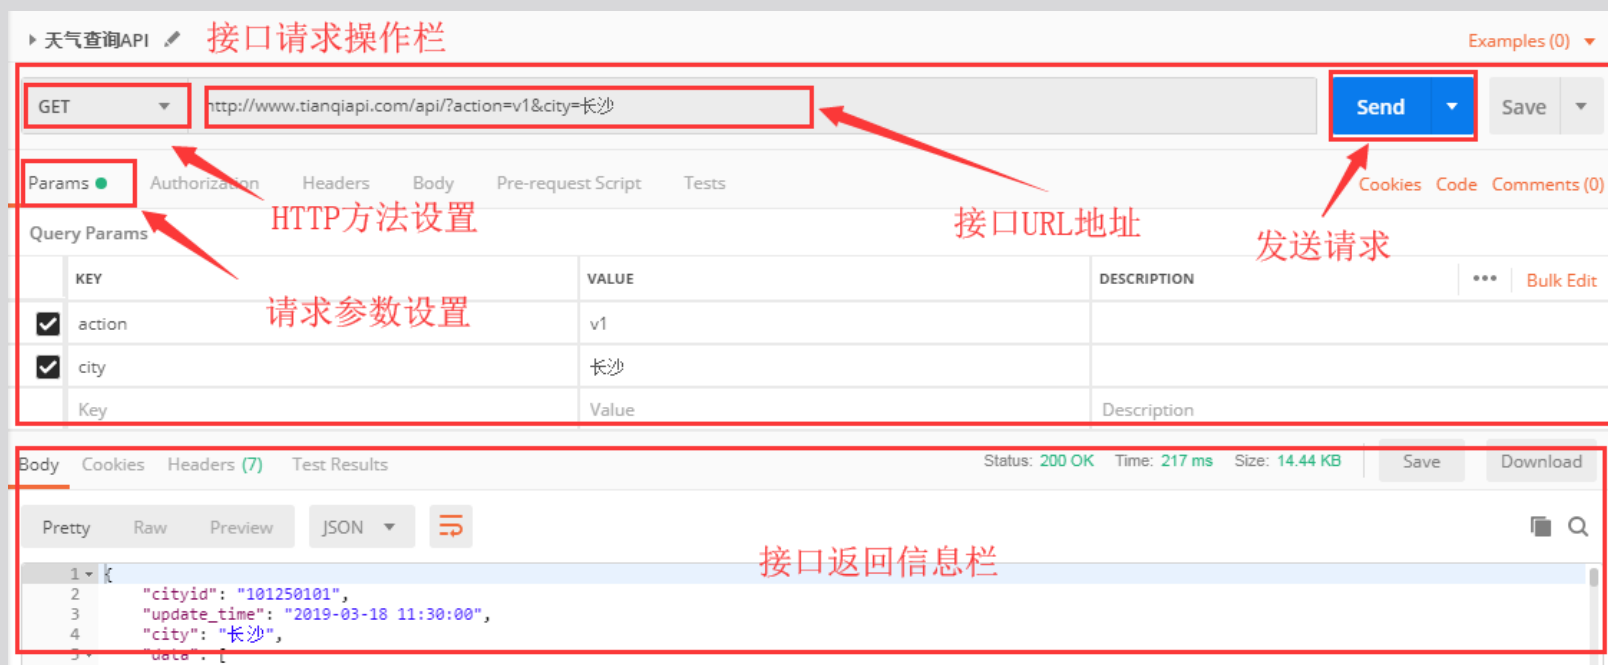 天气查询API 接口请求操作栏 Examples (0)
GET http://www.tianqiapi.com/api/?action=v1&city=长沙 Send Save
Params Authorization Headers Body Pre-request Script Tests Cookies Code Comments (0)
HTTP方法设置 接口URL地址 发送请求
Query Params
KEY VALUE DESCRIPTION ••• Bulk Edit
请求参数设置
action v1
city 长沙
Key Value Description
Body Cookies Headers (7) Test Results Status: 200 OK Time: 217 ms Size: 14.44 KB Save Download
Pretty Raw Preview JSON
接口返回信息栏
1 {
2 "cityid": "101250101",
3 "update_time": "2019-03-18 11:30:00",
4 "city": "长沙",
5 "data": [